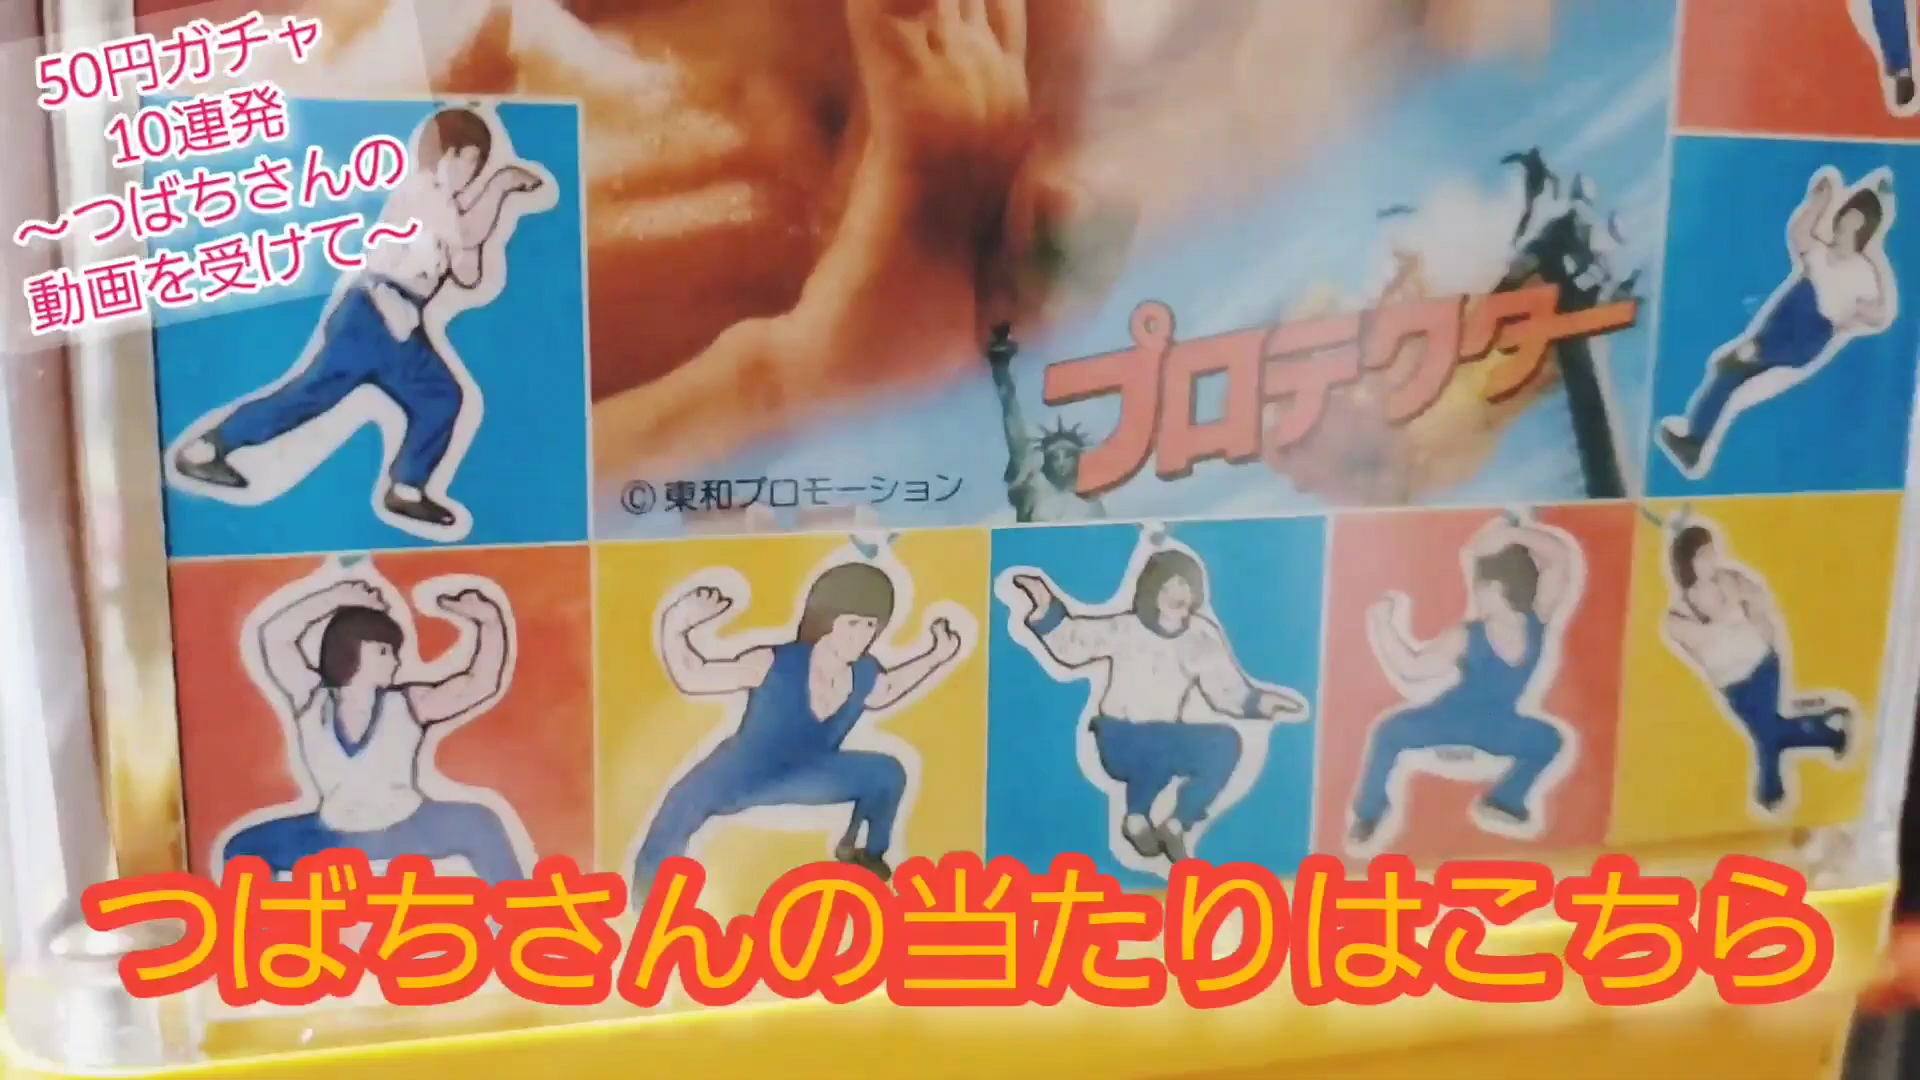 50円ガチャ
10連発
～つばちさんの
動画を受けて～
プロテクター
©東和プロモーション
つばちさんの当たりはこちら